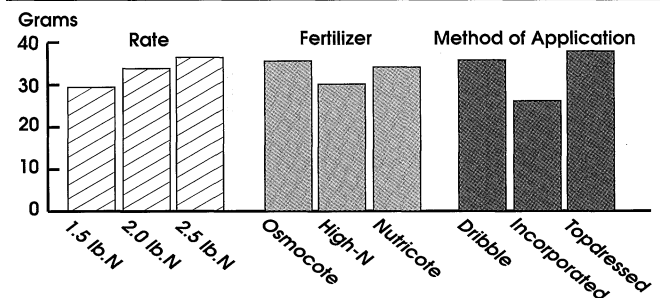 Grams
Rate
Fertilizer
Method of Application
40
30
20
10
0
1.5 lb.N
2.0 lb.N
2.5 lb.N
Osmocote
High-N
Nutricote
Dribble
Incorporated
Topdressed